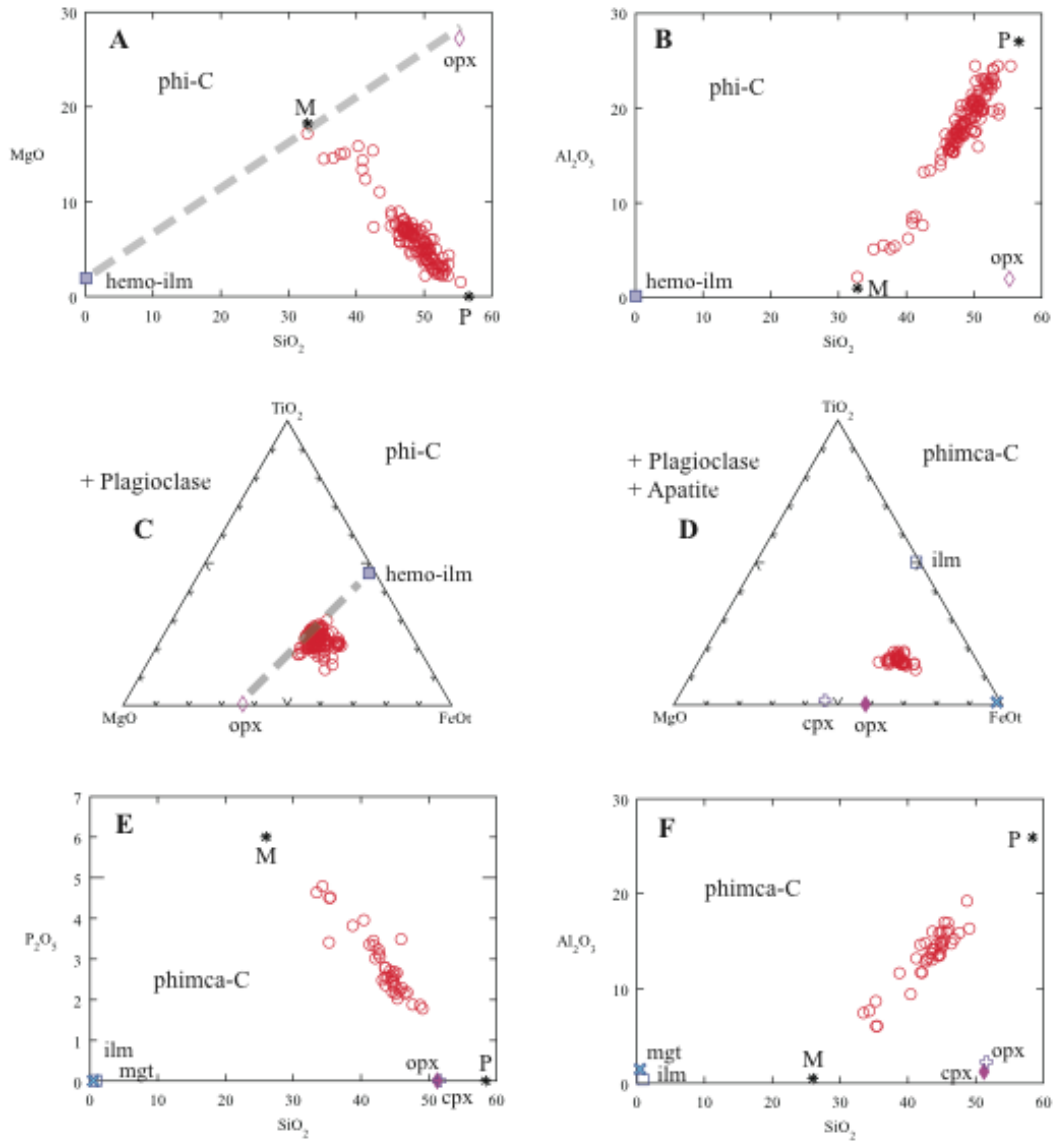 A
phi-C
opx
M
MgO
hemo-ilm
P
30
20
10
0
0 10 20 30 40 50 60
SiO2
B
phi-C
P
Al2O3
opx
hemo-ilm
M
30
20
10
0
0 10 20 30 40 50 60
SiO2
TiO2
phi-C
+ Plagioclase
C
hemo-ilm
MgO
opx
FeOt
TiO2
phimca-C
+ Plagioclase
+ Apatite
D
ilm
MgO
cpx
opx
FeOt
E
M
P2O5
phimca-C
ilm
mgt
opx
cpx
P
7
6
5
4
3
2
1
0
0 10 20 30 40 50 60
SiO2
F
P
phimca-C
Al2O3
mgt
ilm
M
opx
cpx
30
20
10
0
0 10 20 30 40 50 60
SiO2